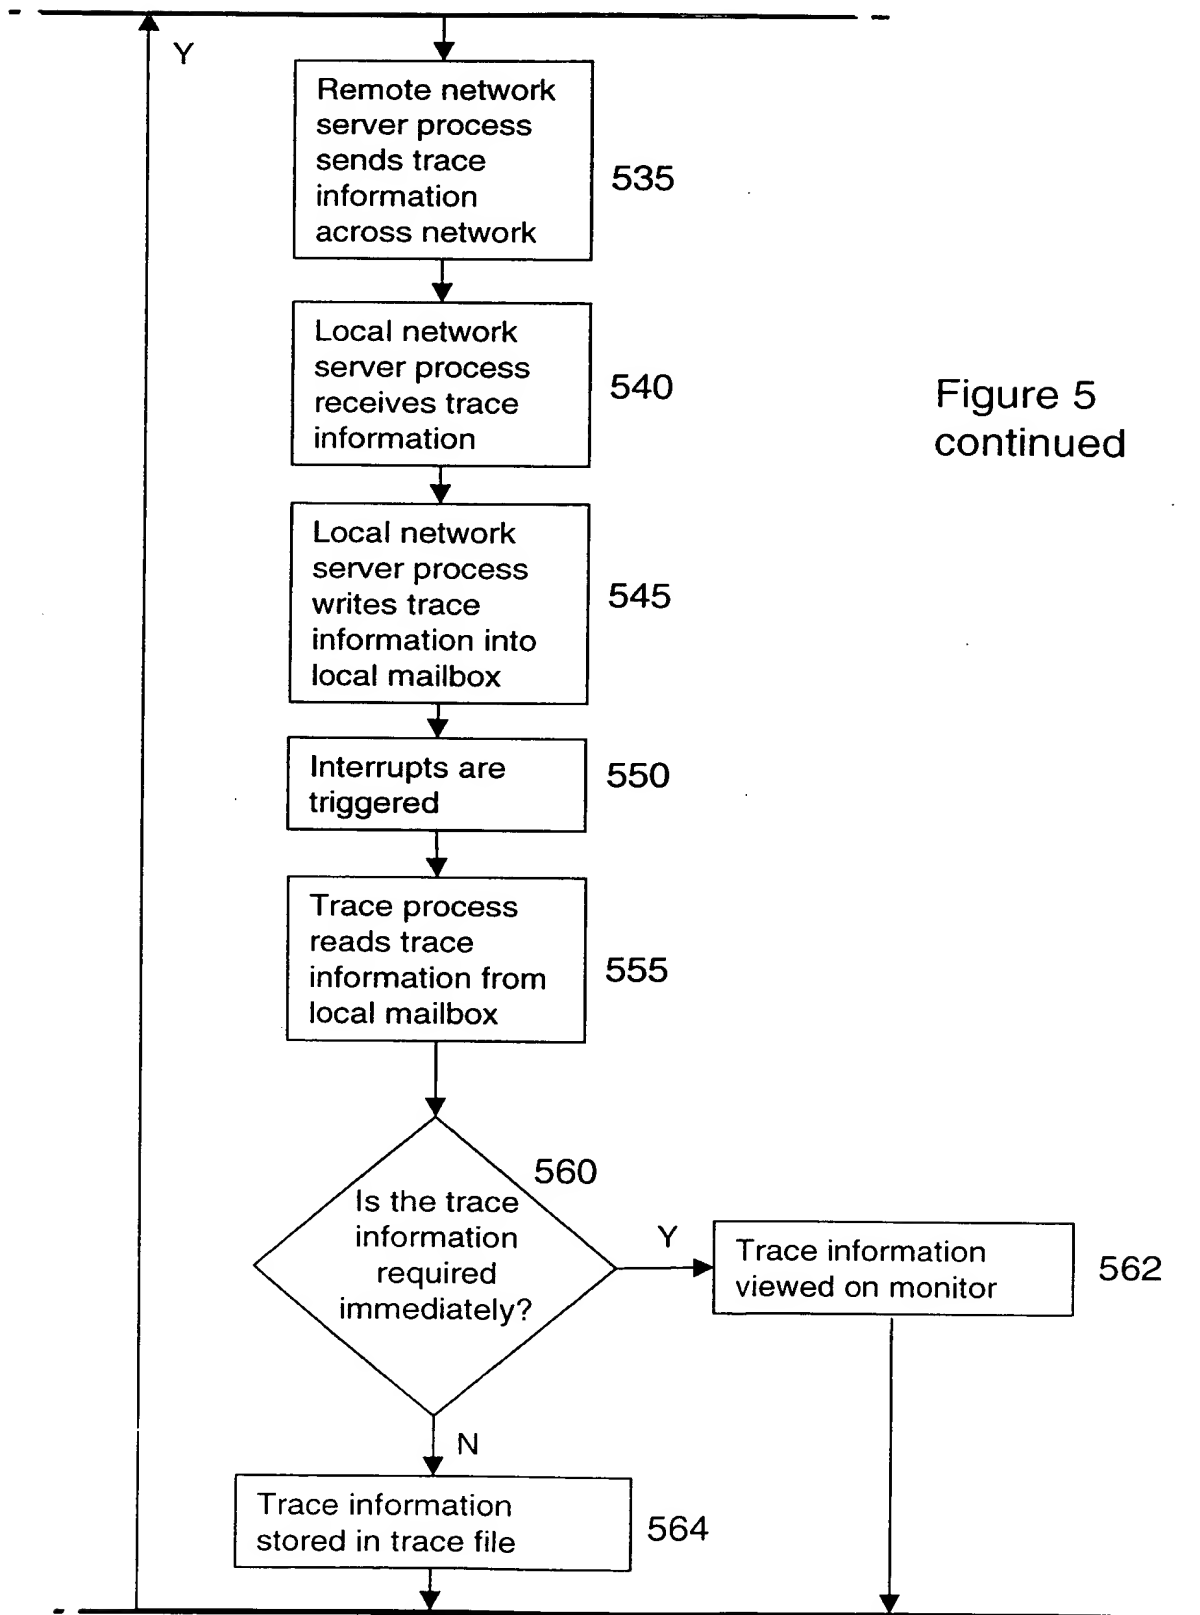 Y
Remote network
server process
sends trace
information
across network
535
Local network
server process
receives trace
information
540
Figure 5
continued
Local network
server process
writes trace
information into
local mailbox
545
Interrupts are
triggered
550
Trace process
reads trace
information from
local mailbox
555
560
Is the trace
information
required
immediately?
Y
Trace information
viewed on monitor
562
N
Trace information
stored in trace file
564